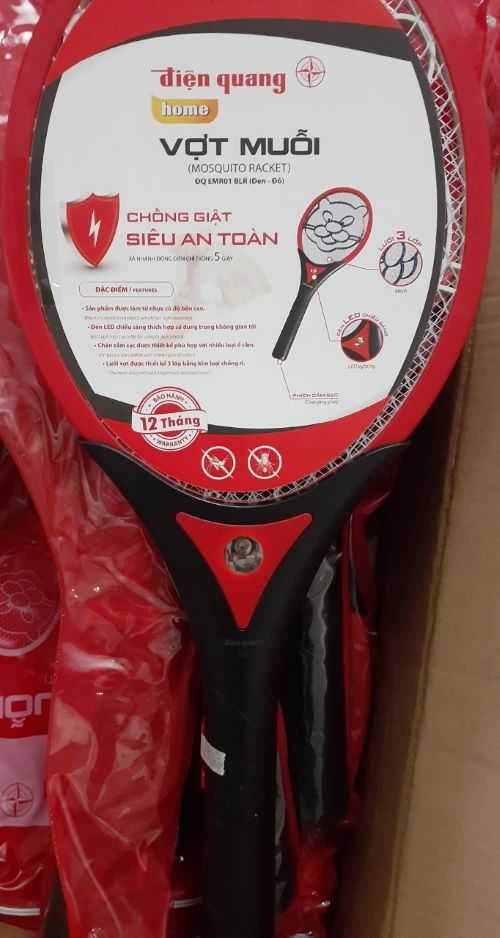 điện quang
home
VỢT MUỖI
(MOSQUITO RACKET)
ĐQ EMR01 BLR (Đen - Đỏ)
CHỐNG GIẬT
SIÊU AN TOÀN
XẢ NHANH DÒNG ĐIỆN CHỈ TRONG 5 GIÂY
LƯỚI 3 LỚP
Mesh
ĐÈN LED CHIẾU SÁNG
LED lighting
PHÍCH CẮM SẠC
Charging plug
ĐẶC ĐIỂM / FEATURES
• Sản phẩm được làm từ nhựa có độ bền cao.
• Đèn LED chiếu sáng thích hợp sử dụng trong không gian tối.
• Chân cắm sạc được thiết kế phù hợp với nhiều loại ổ cắm.
• Lưới vợt được thiết kế 3 lớp bằng kim loại chống rỉ.
BẢO HÀNH
12 Tháng
WARRANTY
điện quang